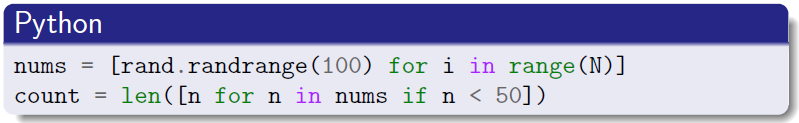 Python
nums = [rand.randrange(100) for i in range(N)]
count = len([n for n in nums if n < 50])